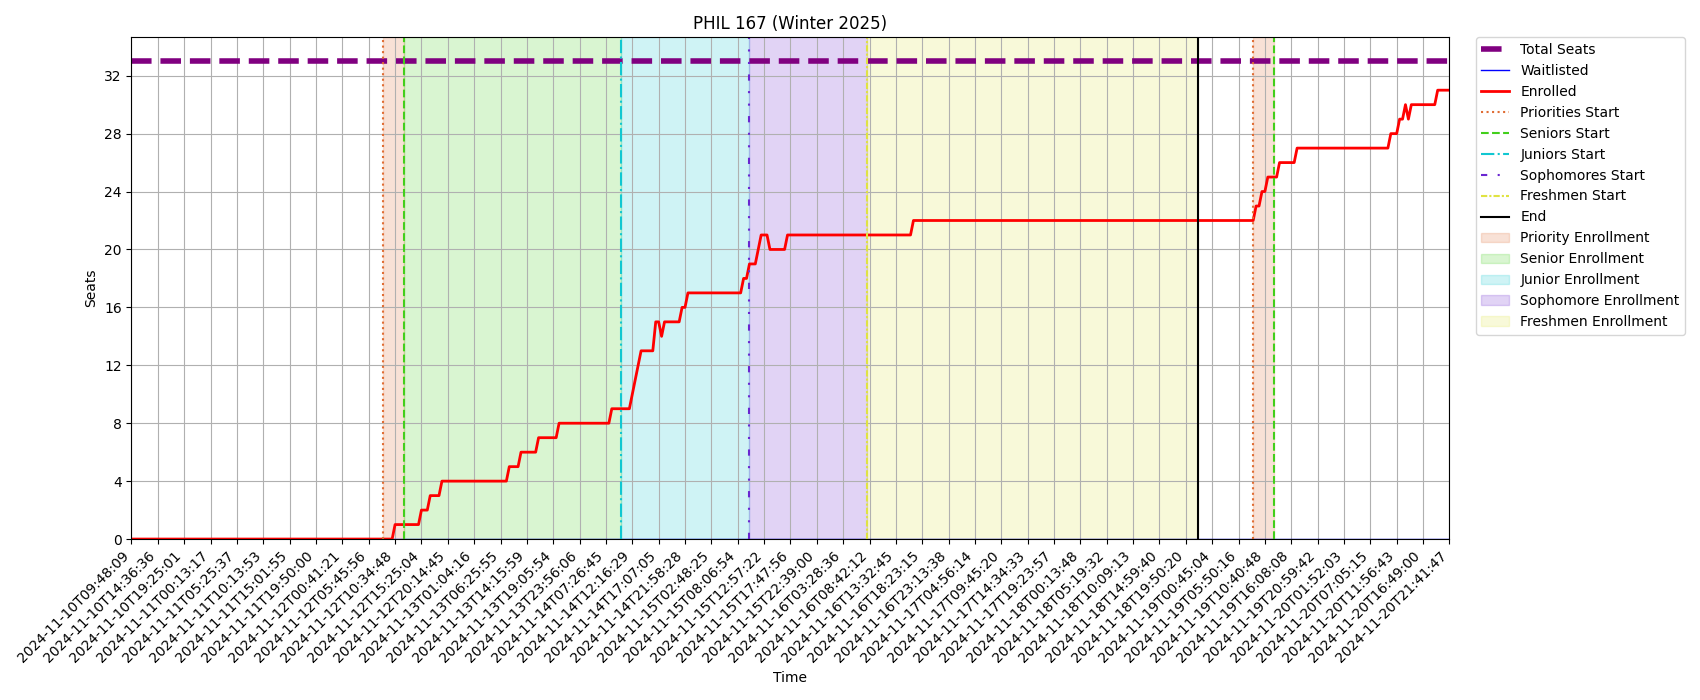 PHIL 167 (Winter 2025)
Seats
32
28
24
20
16
12
8
4
0
2024-11-10T09:48:09
2024-11-10T14:36:36
2024-11-10T19:25:01
2024-11-11T00:13:17
2024-11-11T05:25:37
2024-11-11T10:13:53
2024-11-11T15:01:55
2024-11-11T19:50:00
2024-11-12T00:41:21
2024-11-12T05:45:56
2024-11-12T10:34:48
2024-11-12T15:25:04
2024-11-12T20:14:45
2024-11-13T01:04:16
2024-11-13T06:25:55
2024-11-13T14:15:59
2024-11-13T19:05:54
2024-11-13T23:56:06
2024-11-14T07:26:45
2024-11-14T12:16:29
2024-11-14T17:07:05
2024-11-14T21:58:28
2024-11-15T02:48:25
2024-11-15T08:06:54
2024-11-15T12:57:22
2024-11-15T17:47:56
2024-11-15T22:39:00
2024-11-16T03:28:36
2024-11-16T08:42:12
2024-11-16T13:32:45
2024-11-16T18:23:15
2024-11-16T23:13:38
2024-11-17T04:56:14
2024-11-17T09:45:20
2024-11-17T14:34:33
2024-11-17T19:23:57
2024-11-18T00:13:48
2024-11-18T05:19:32
2024-11-18T10:09:13
2024-11-18T14:59:40
2024-11-18T19:50:20
2024-11-19T00:45:04
2024-11-19T05:50:16
2024-11-19T10:40:48
2024-11-19T16:08:08
2024-11-19T20:59:42
2024-11-20T01:52:03
2024-11-20T07:05:15
2024-11-20T11:56:43
2024-11-20T16:49:00
2024-11-20T21:41:47
Time
Total Seats
Waitlisted
Enrolled
Priorities Start
Seniors Start
Juniors Start
Sophomores Start
Freshmen Start
End
Priority Enrollment
Senior Enrollment
Junior Enrollment
Sophomore Enrollment
Freshmen Enrollment